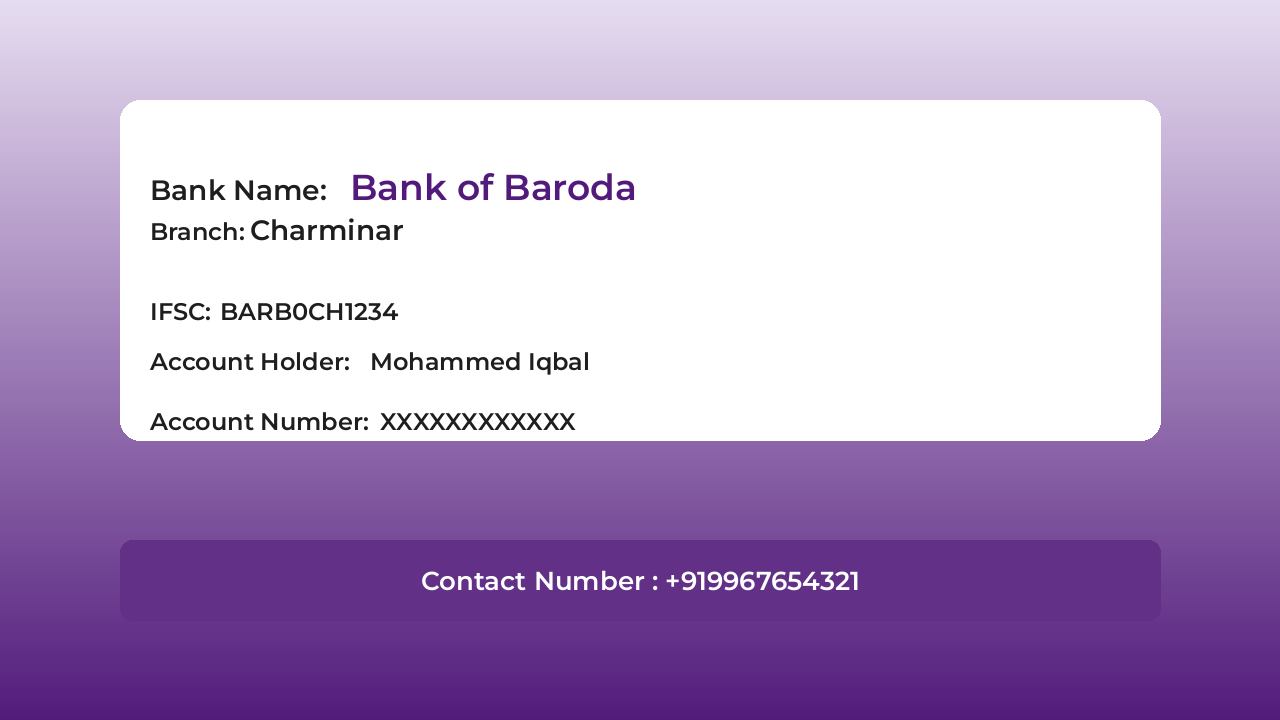 Bank Name: Bank of Baroda
Branch: Charminar
IFSC: BARB0CH1234
Account Holder: Mohammed Iqbal
Account Number: XXXXXXXXXXXX
Contact Number : +919967654321